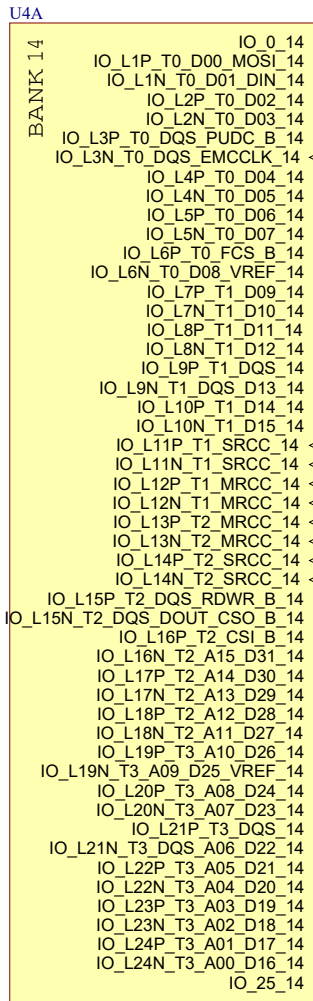 U4A
BANK 14
IO_0_14
IO_L1P_T0_D00_MOSI_14
IO_L1N_T0_D01_DIN_14
IO_L2P_T0_D02_14
IO_L2N_T0_D03_14
IO_L3P_T0_DQS_PUDC_B_14
IO_L3N_T0_DQS_EMCCLK_14
IO_L4P_T0_D04_14
IO_L4N_T0_D05_14
IO_L5P_T0_D06_14
IO_L5N_T0_D07_14
IO_L6P_T0_FCS_B_14
IO_L6N_T0_D08_VREF_14
IO_L7P_T1_D09_14
IO_L7N_T1_D10_14
IO_L8P_T1_D11_14
IO_L8N_T1_D12_14
IO_L9P_T1_DQS_14
IO_L9N_T1_DQS_D13_14
IO_L10P_T1_D14_14
IO_L10N_T1_D15_14
IO_L11P_T1_SRCC_14
IO_L11N_T1_SRCC_14
IO_L12P_T1_MRCC_14
IO_L12N_T1_MRCC_14
IO_L13P_T2_MRCC_14
IO_L13N_T2_MRCC_14
IO_L14P_T2_SRCC_14
IO_L14N_T2_SRCC_14
IO_L15P_T2_DQS_RDWR_B_14
IO_L15N_T2_DQS_DOUT_CSO_B_14
IO_L16P_T2_CSI_B_14
IO_L16N_T2_A15_D31_14
IO_L17P_T2_A14_D30_14
IO_L17N_T2_A13_D29_14
IO_L18P_T2_A12_D28_14
IO_L18N_T2_A11_D27_14
IO_L19P_T3_A10_D26_14
IO_L19N_T3_A09_D25_VREF_14
IO_L20P_T3_A08_D24_14
IO_L20N_T3_A07_D23_14
IO_L21P_T3_DQS_14
IO_L21N_T3_DQS_A06_D22_14
IO_L22P_T3_A05_D21_14
IO_L22N_T3_A04_D20_14
IO_L23P_T3_A03_D19_14
IO_L23N_T3_A02_D18_14
IO_L24P_T3_A01_D17_14
IO_L24N_T3_A00_D16_14
IO_25_14